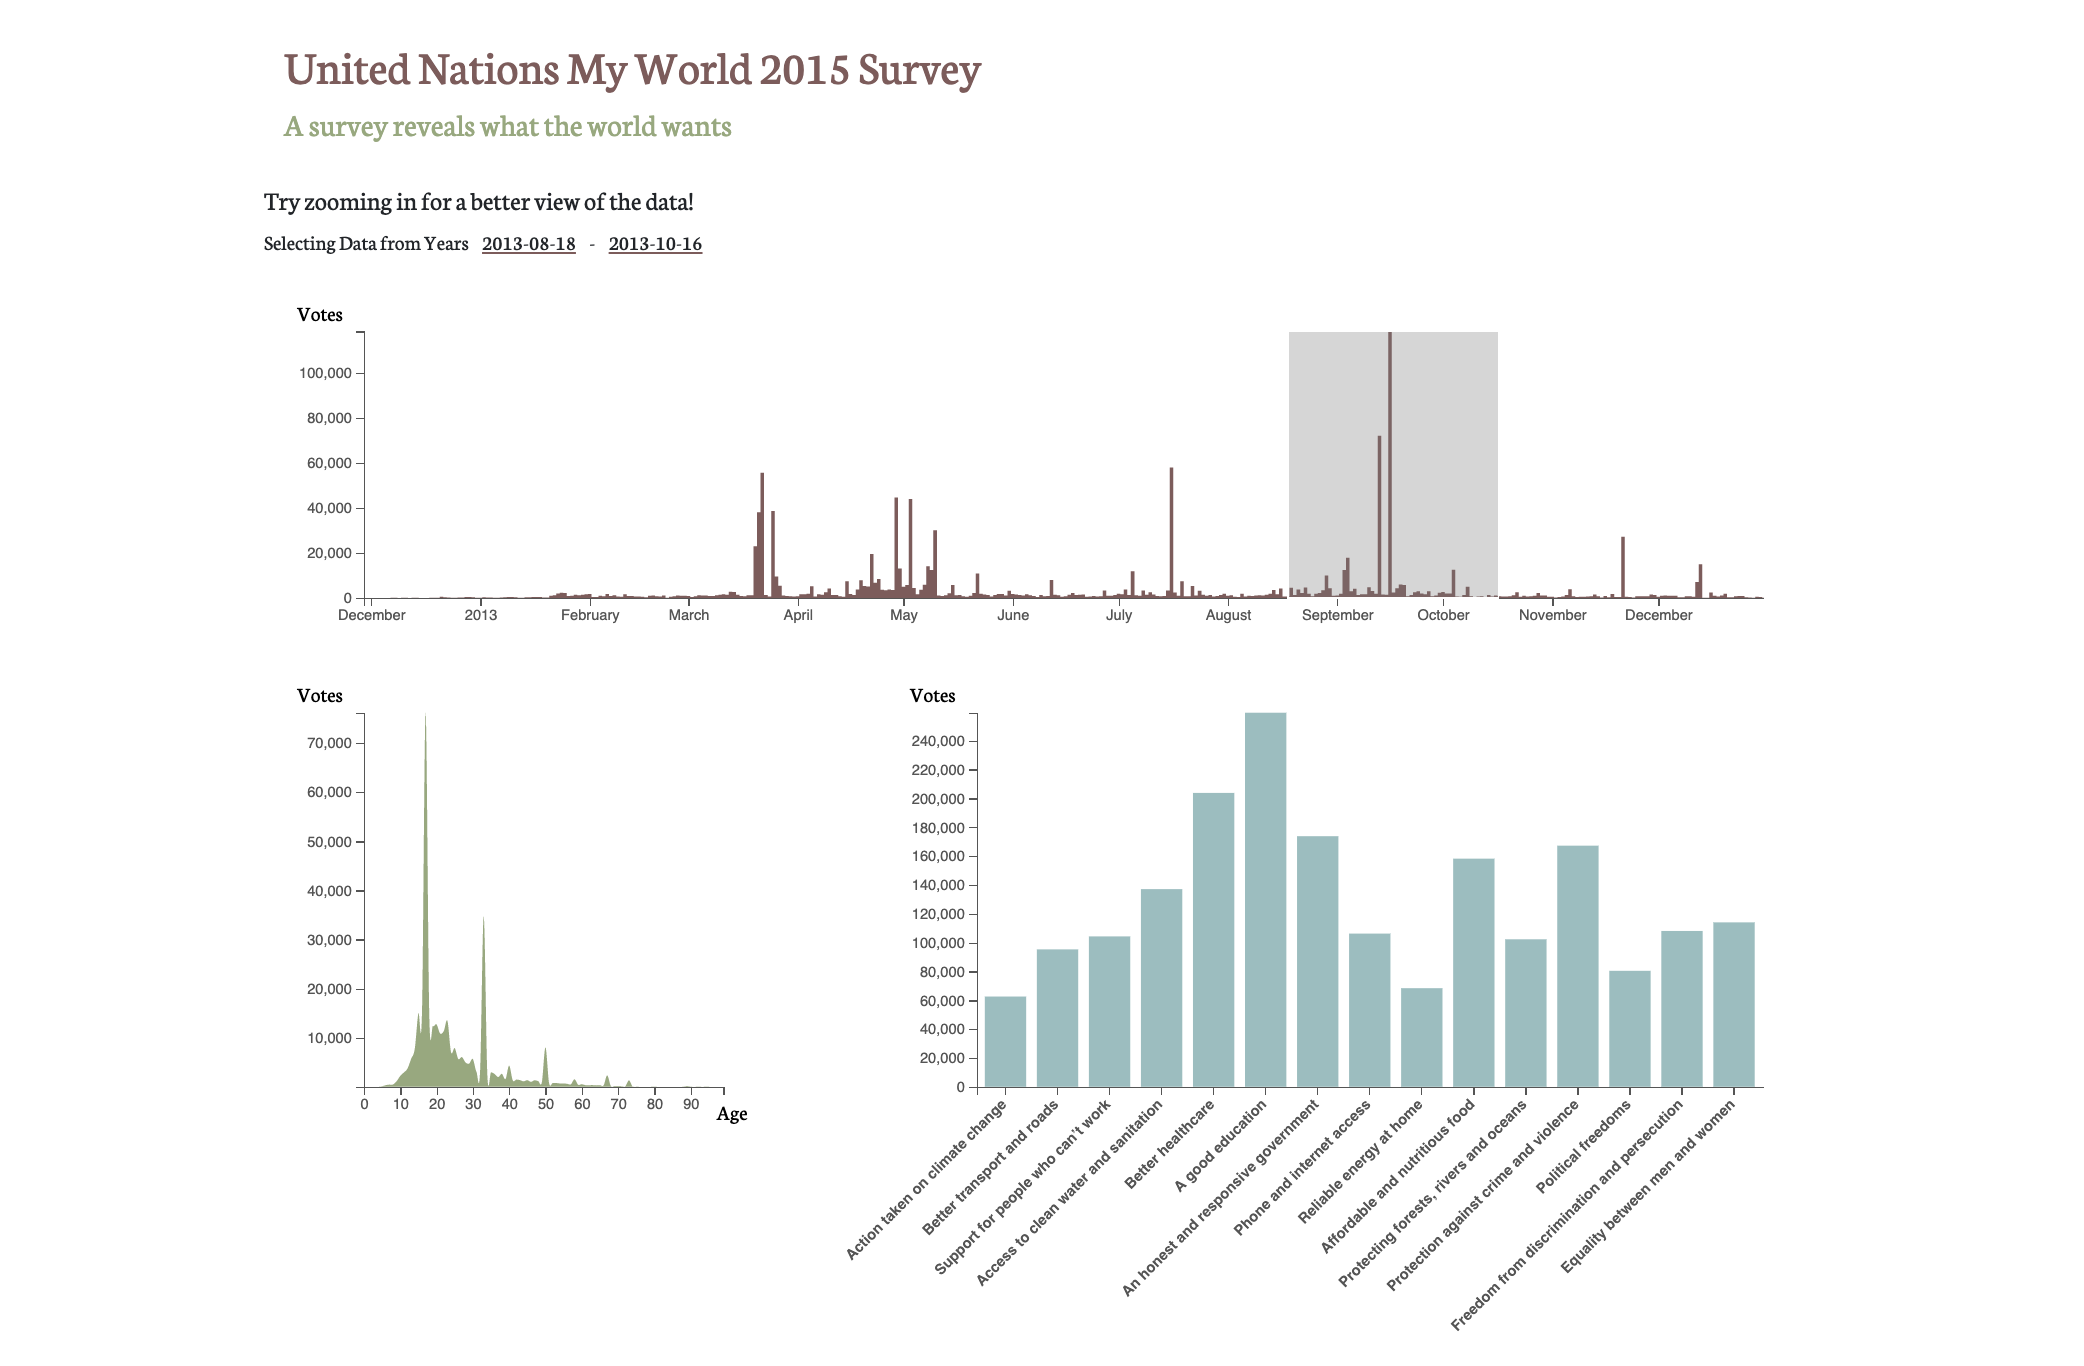 United Nations My World 2015 Survey
A survey reveals what the world wants
Try zooming in for a better view of the data!
Selecting Data from Years 2013-08-18 - 2013-10-16
Votes
100,000
80,000
60,000
40,000
20,000
0
December 2013 February March April May June July August September October November December
Votes
70,000
60,000
50,000
40,000
30,000
20,000
10,000
0 10 20 30 40 50 60 70 80 90
Age
Votes
240,000
220,000
200,000
180,000
160,000
140,000
120,000
100,000
80,000
60,000
40,000
20,000
0
Action taken on climate change
Better transport and roads
Support for people who can't work
Access to clean water and sanitation
Better healthcare
A good education
An honest and responsive government
Phone and internet access
Reliable energy at home
Affordable and nutritious food
Protecting forests, rivers and oceans
Protection against crime and violence
Political freedoms
Freedom from discrimination and persecution
Equality between men and women